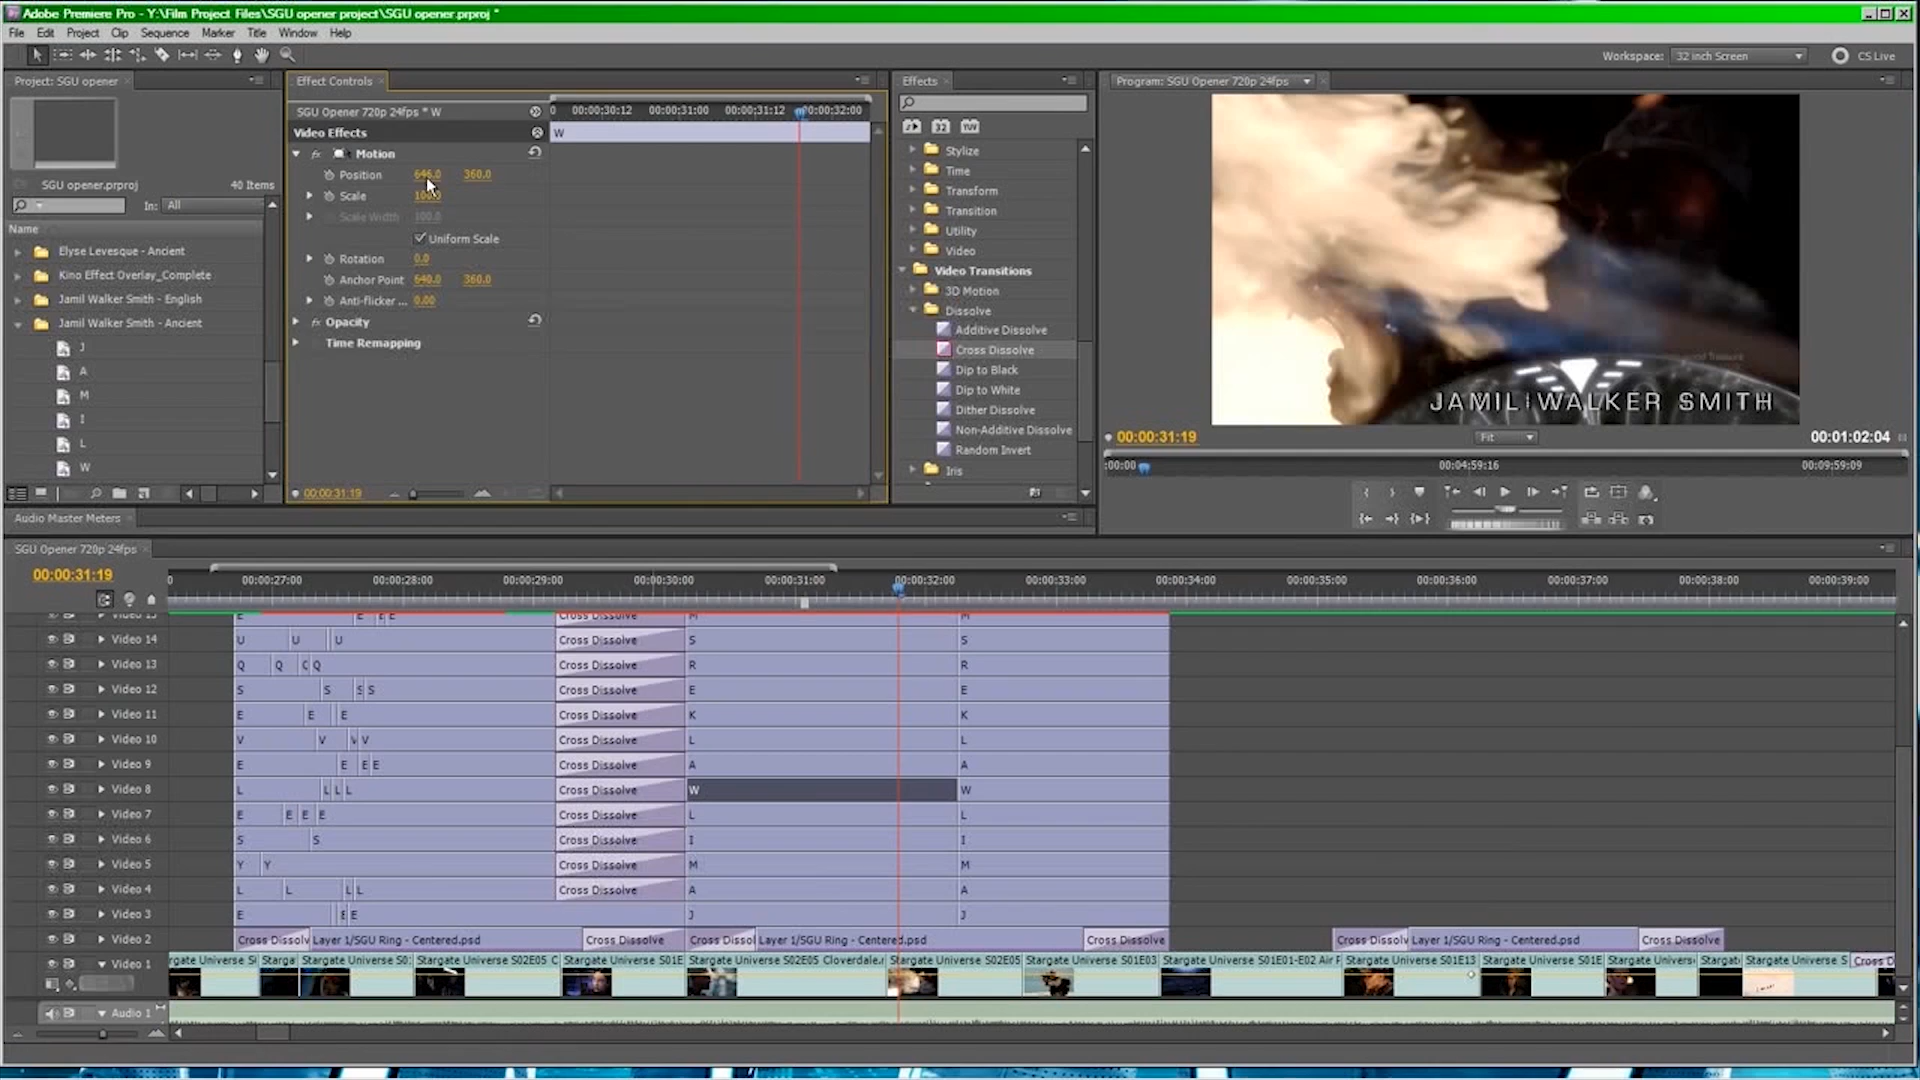 Adobe Premiere Pro - Y:\Film Project Files\SGU opener project\SGU opener.prproj *
File Edit Project Clip Sequence Marker Title Window Help
Workspace: 32 inch Screen CS Live
Project: SGU opener
SGU opener.prproj
40 Items
In: All
Name
Elyse Levesque - Ancient
Kino Effect Overlay_Complete
Jamil Walker Smith - English
Jamil Walker Smith - Ancient
J
A
M
I
L
W
Effect Controls
SGU Opener 720p 24fps * W
0 00:00:30:12 00:00:31:00 00:00:31:12 00:00:32:00
Video Effects
W
Motion
Position 646.0 360.0
Scale 100.0
Scale Width 100.0
Uniform Scale
Rotation 0.0
Anchor Point 640.0 360.0
Anti-flicker ... 0.00
Opacity
Time Remapping
00:00:31:19
Effects
32 YUV
Stylize
Time
Transform
Transition
Utility
Video
Video Transitions
3D Motion
Dissolve
Additive Dissolve
Cross Dissolve
Dip to Black
Dip to White
Dither Dissolve
Non-Additive Dissolve
Random Invert
Iris
Program: SGU Opener 720p 24fps
JAMIL WALKER SMITH
00:00:31:19 Fit 00:01:02:04
:00:00 00:04:59:16 00:09:59:09
Audio Master Meters
SGU Opener 720p 24fps
00:00:31:19
0 00:00:27:00 00:00:28:00 00:00:29:00 00:00:30:00 00:00:31:00 00:00:32:00 00:00:33:00 00:00:34:00 00:00:35:00 00:00:36:00 00:00:37:00 00:00:38:00 00:00:39:00
Video 13 E E E E Cross Dissolve M M
Video 14 U U U Cross Dissolve S S
Video 13 Q Q Q Q Cross Dissolve R R
Video 12 S S S S Cross Dissolve E E
Video 11 E E E Cross Dissolve K K
Video 10 V V V V Cross Dissolve L L
Video 9 E E E E Cross Dissolve A A
Video 8 L L L L Cross Dissolve W W
Video 7 E E E E Cross Dissolve L L
Video 6 S S Cross Dissolve I I
Video 5 Y Y Cross Dissolve M M
Video 4 L L L L Cross Dissolve A A
Video 3 E E E J J
Video 2 Cross Dissolv Layer 1/SGU Ring - Centered.psd Cross Dissolve Cross Dissol Layer 1/SGU Ring - Centered.psd Cross Dissolve Cross Dissolv Layer 1/SGU Ring - Centered.psd Cross Dissolve
Video 1 rgate Universe S Starga Stargate Universe S0: Stargate Universe S02E05 C Stargate Universe S01E Stargate Universe S02E05 Cloverdale. Stargate Universe S02E05 Stargate Universe S01E03 Stargate Universe S01E01-E02 Air Stargate Universe S01E13 Stargate Universe S01E Stargate Univers Stargat Stargate Universe S Cross D
Audio 1